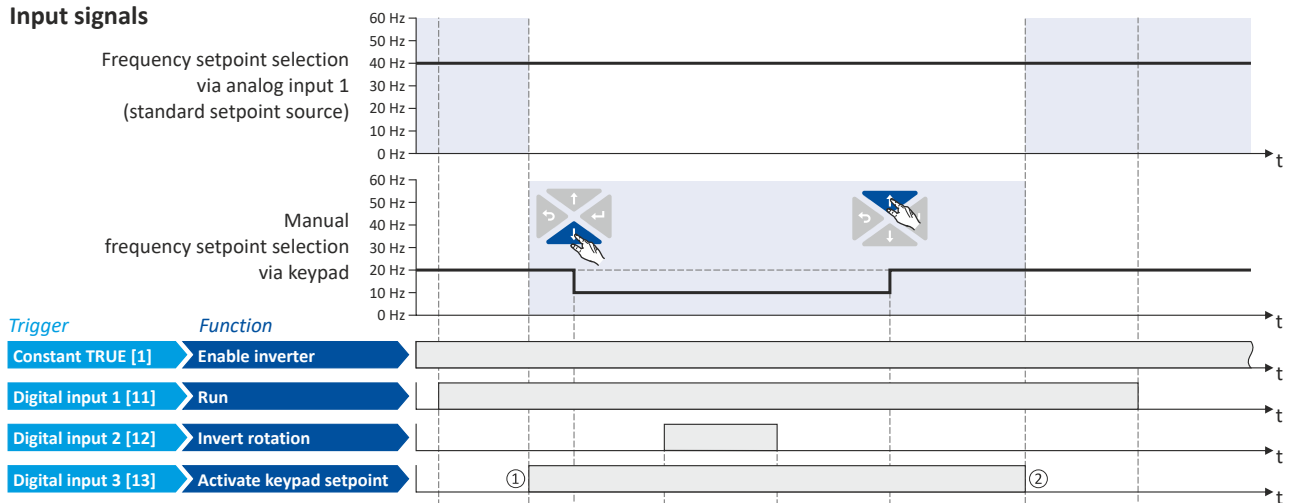 Input signals
Frequency setpoint selection
via analog input 1
(standard setpoint source)
60 Hz
50 Hz
40 Hz
30 Hz
20 Hz
10 Hz
0 Hz
t
Manual
frequency setpoint selection
via keypad
60 Hz
50 Hz
40 Hz
30 Hz
20 Hz
10 Hz
0 Hz
t
Trigger Function
Constant TRUE [1] Enable inverter
t
Digital input 1 [11] Run
t
Digital input 2 [12] Invert rotation
t
Digital input 3 [13] Activate keypad setpoint ① ②
t